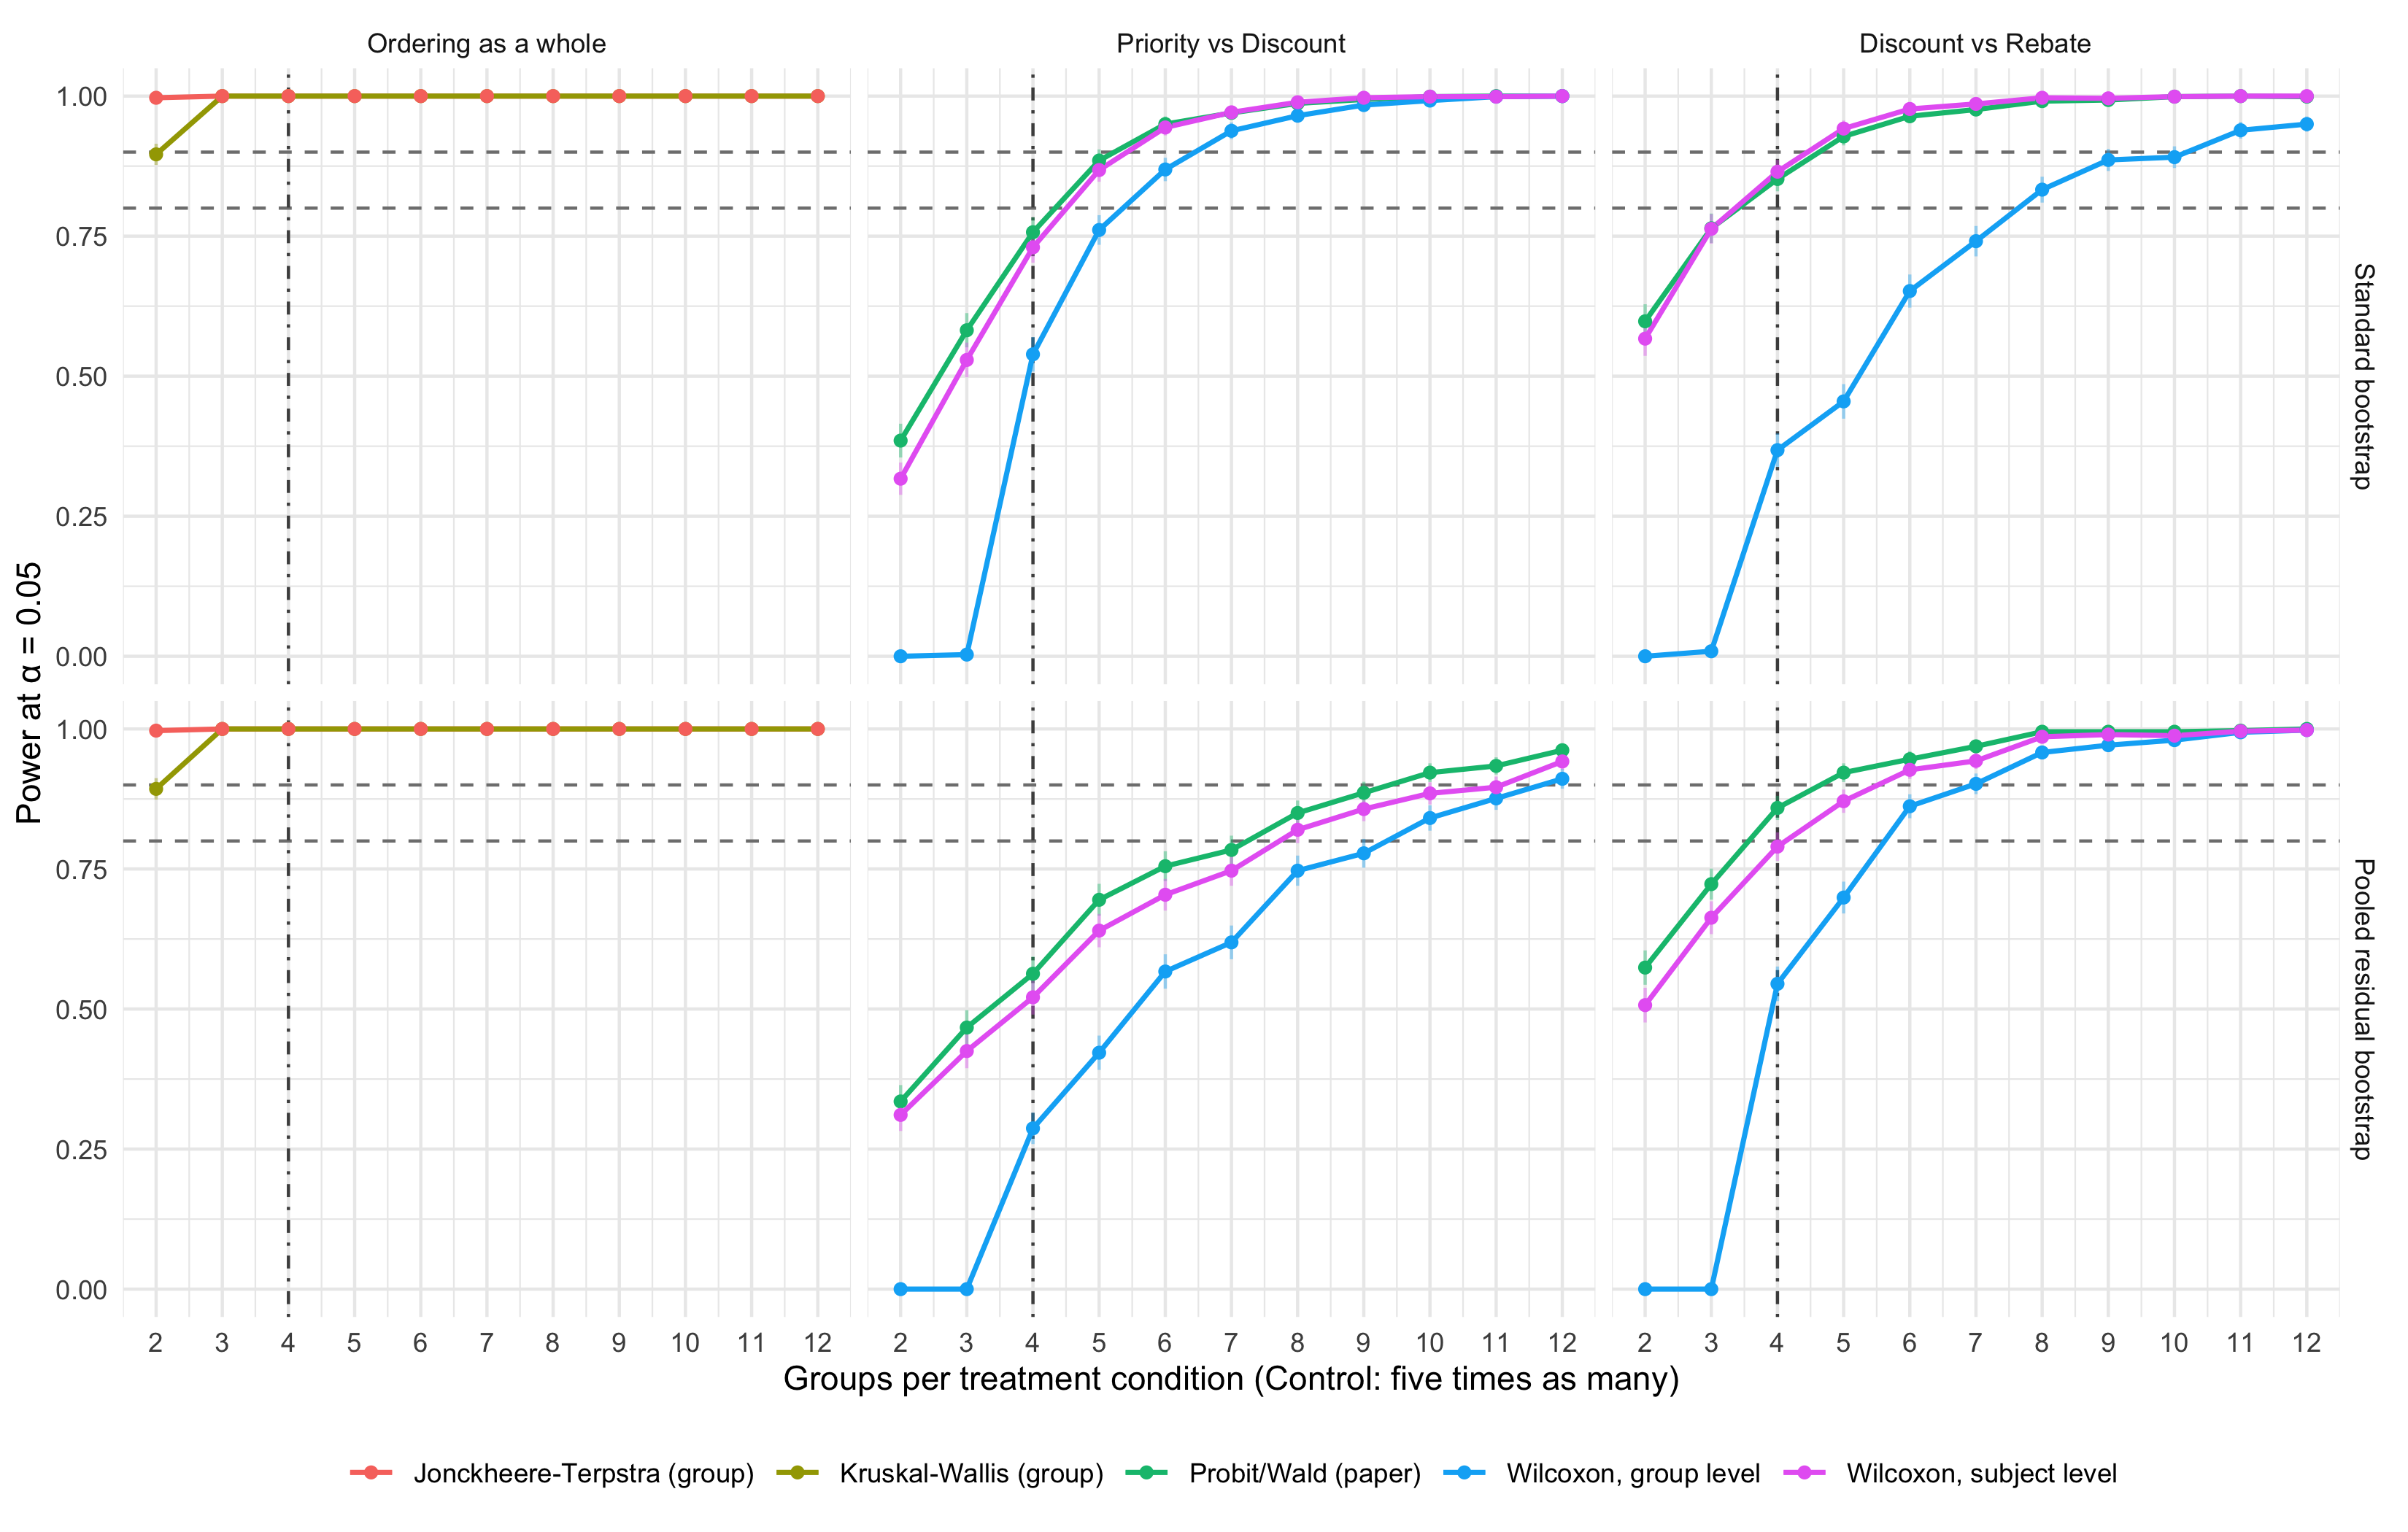 Ordering as a whole
Priority vs Discount
Discount vs Rebate
Power at α = 0.05
1.00
0.75
0.50
0.25
0.00
Standard bootstrap
1.00
0.75
0.50
0.25
0.00
Pooled residual bootstrap
2 3 4 5 6 7 8 9 10 11 12
2 3 4 5 6 7 8 9 10 11 12
2 3 4 5 6 7 8 9 10 11 12
Groups per treatment condition (Control: five times as many)
Jonckheere-Terpstra (group)
Kruskal-Wallis (group)
Probit/Wald (paper)
Wilcoxon, group level
Wilcoxon, subject level